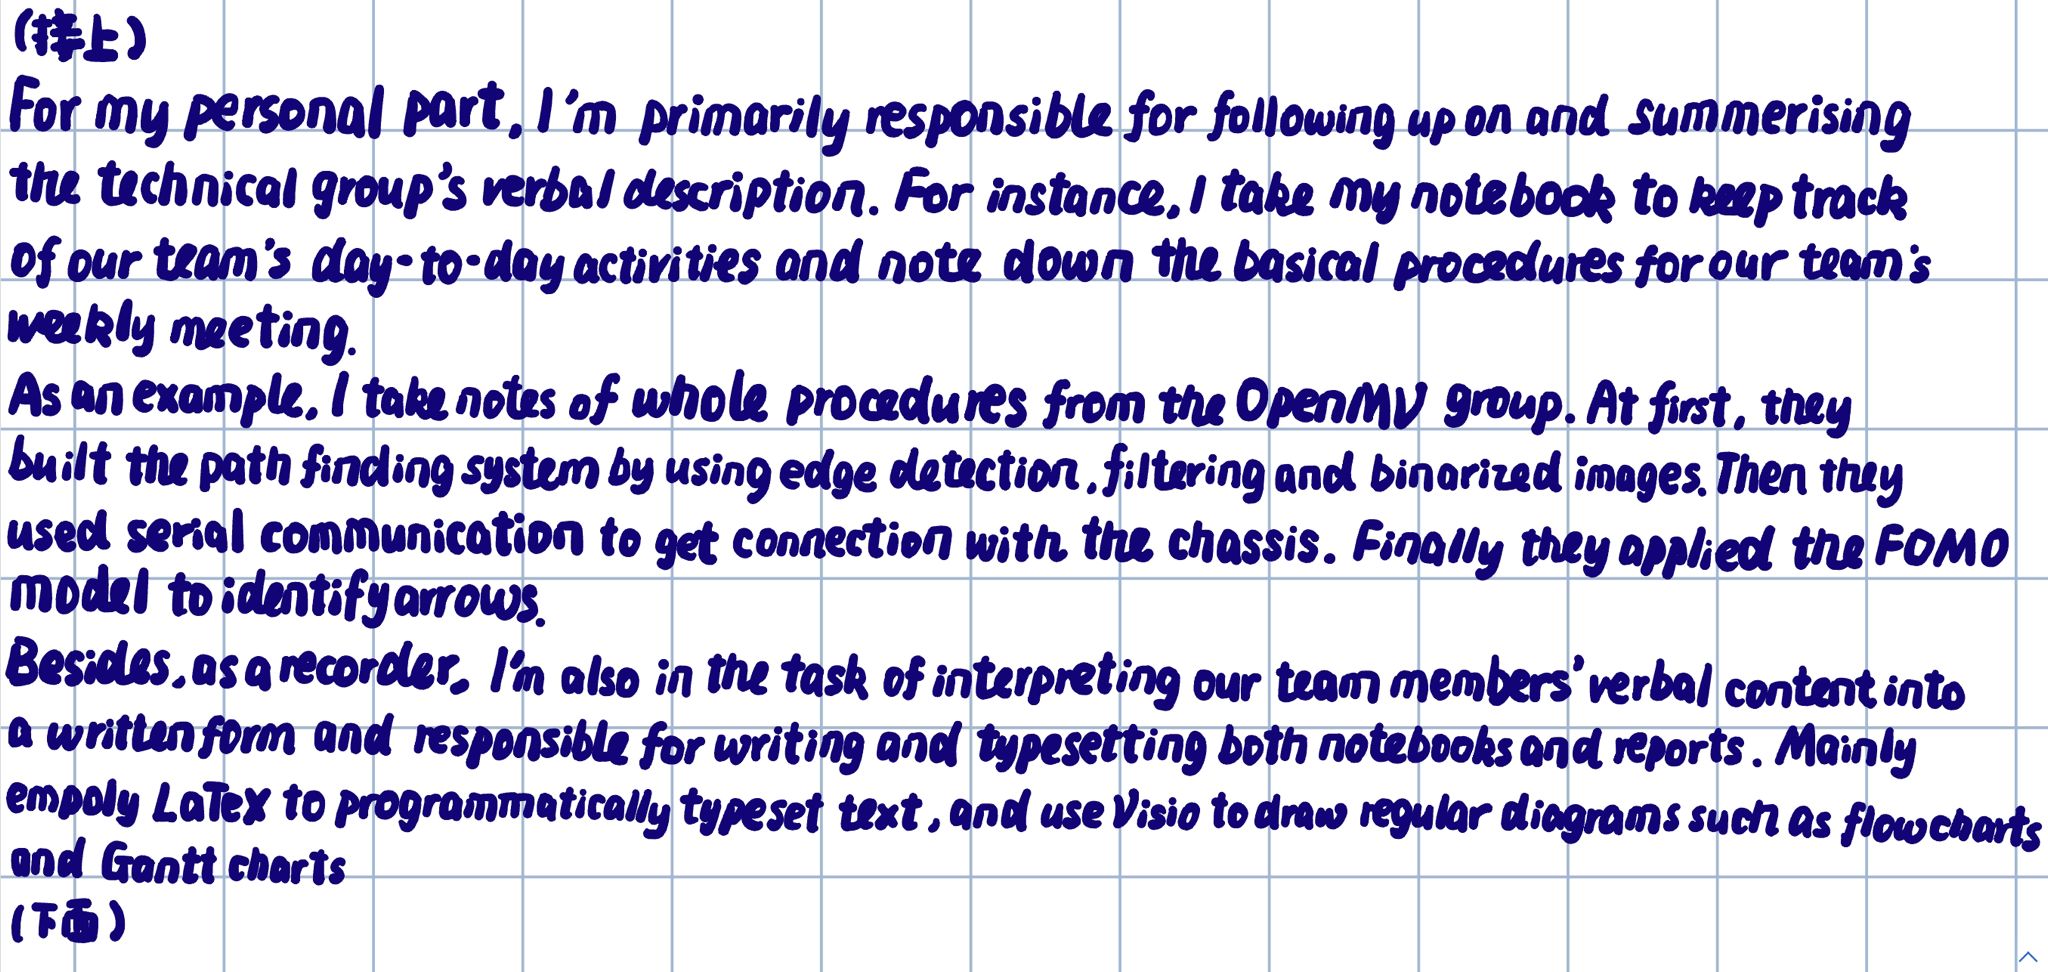 (接上)
For my personal part, I'm primarily responsible for following up on and summerising
the technical group's verbal description. For instance, I take my notebook to keep track
of our team's day-to-day activities and note down the basical procedures for our team's
weekly meeting.
As an example, I take notes of whole procedures from the OpenMV group. At first, they
built the path finding system by using edge detection, filtering and binarized images. Then they
used serial communication to get connection with the chassis. Finally they applied the FOMO
model to identify arrows.
Besides, as a recorder, I'm also in the task of interpreting our team members' verbal content into
a written form and responsible for writing and typesetting both notebooks and reports. Mainly
empoly LaTex to programmatically typeset text, and use Visio to draw regular diagrams such as flowcharts
and Gantt charts
(下面)